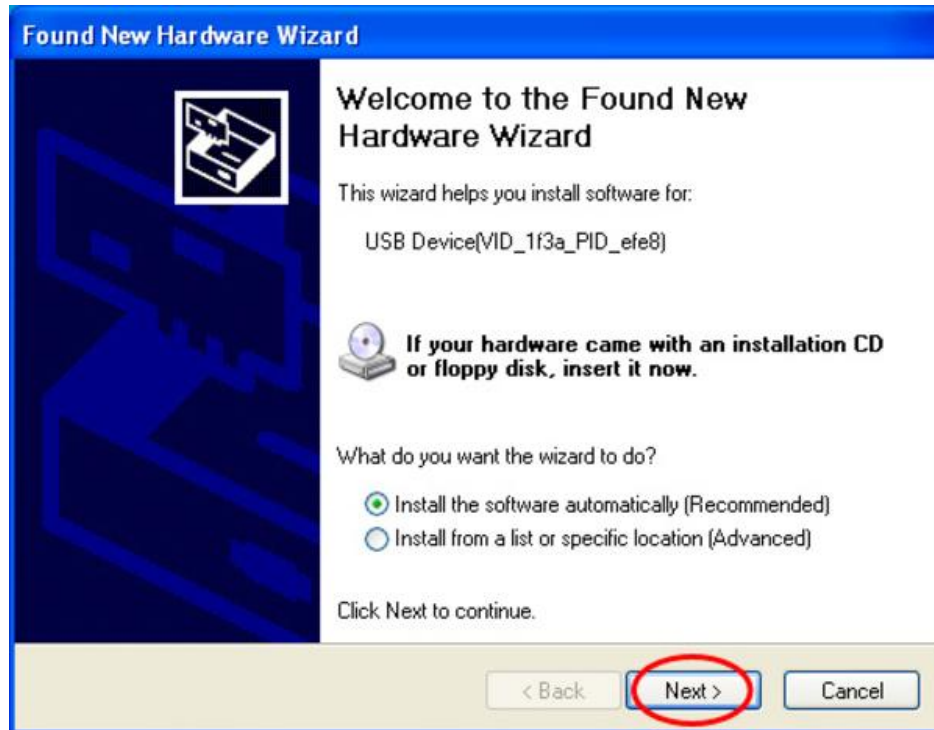 Found New Hardware Wizard
Welcome to the Found New
Hardware Wizard
This wizard helps you install software for:
USB Device(VID_1f3a_PID_efe8)
If your hardware came with an installation CD
or floppy disk, insert it now.
What do you want the wizard to do?
Install the software automatically (Recommended)
Install from a list or specific location (Advanced)
Click Next to continue.
< Back Next > Cancel